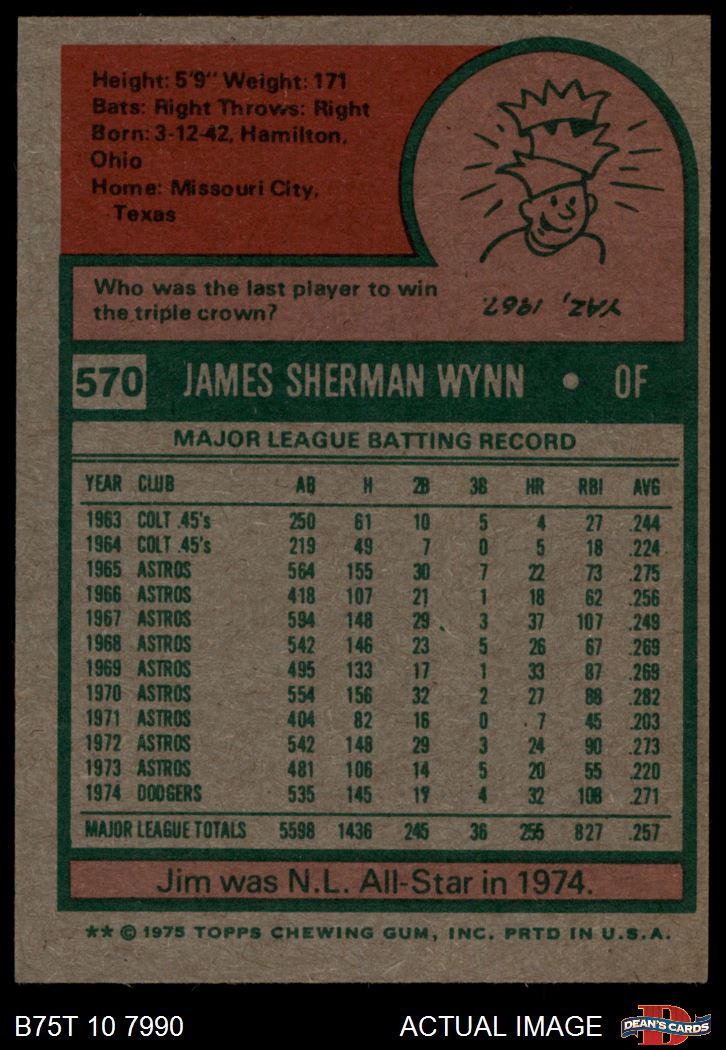 Height: 5'9" Weight: 171
Bats: Right Throws: Right
Born: 3-12-42, Hamilton,
Ohio
Home: Missouri City,
Texas
Who was the last player to win
the triple crown?
YAZ, 1967.
570 JAMES SHERMAN WYNN • OF
MAJOR LEAGUE BATTING RECORD
YEAR CLUB AB H 2B 3B HR RBI AVG
1963 COLT .45's 250 61 10 5 4 27 .244
1964 COLT .45's 219 49 7 0 5 18 .224
1965 ASTROS 564 155 30 7 22 73 .275
1966 ASTROS 418 107 21 1 18 62 .256
1967 ASTROS 594 148 29 3 37 107 .249
1968 ASTROS 542 146 23 5 26 67 .269
1969 ASTROS 495 133 17 1 33 87 .269
1970 ASTROS 554 156 32 2 27 88 .282
1971 ASTROS 404 82 16 0 7 45 .203
1972 ASTROS 542 148 29 3 24 90 .273
1973 ASTROS 481 106 14 5 20 55 .220
1974 DODGERS 535 145 17 4 32 108 .271
MAJOR LEAGUE TOTALS 5598 1436 245 36 255 827 .257
Jim was N.L. All-Star in 1974.
** © 1975 TOPPS CHEWING GUM, INC. PRTD IN U.S.A.
B75T 10 7990 ACTUAL IMAGE
DEAN'S CARDS